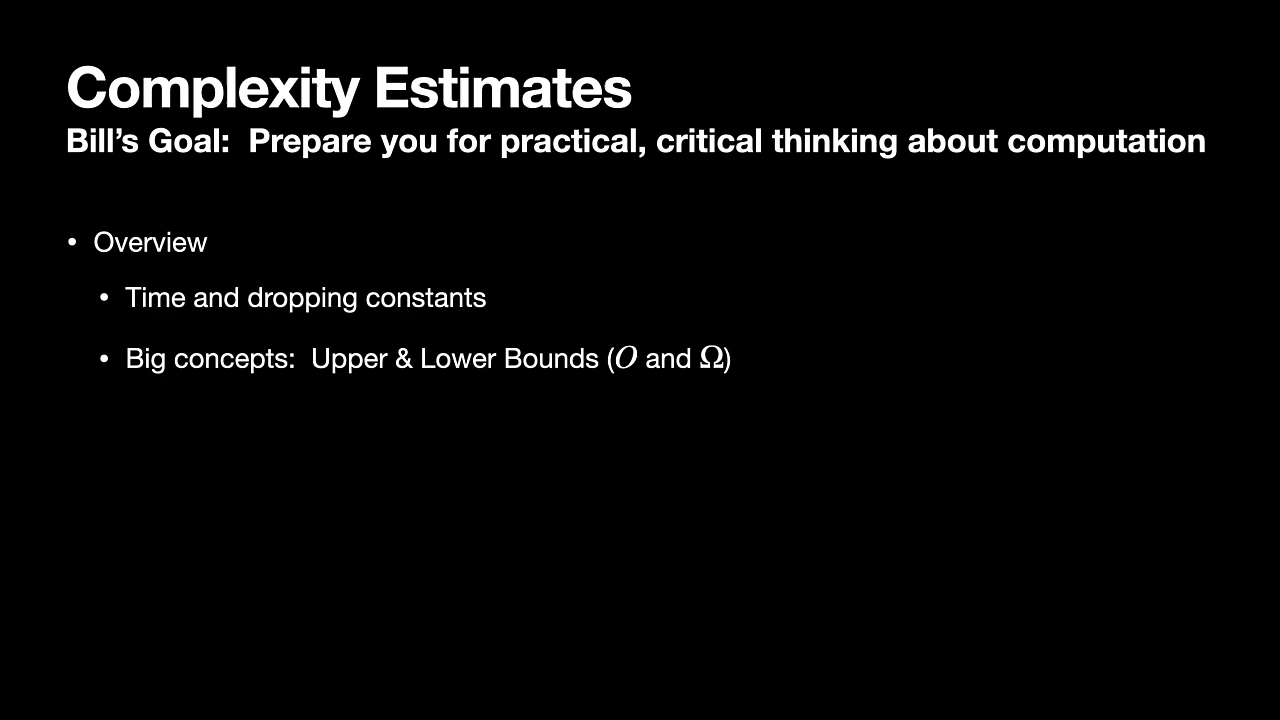 Complexity Estimates
Bill’s Goal:  Prepare you for practical, critical thinking about computation
• Overview
• Time and dropping constants
• Big concepts:  Upper & Lower Bounds (O and Ω)